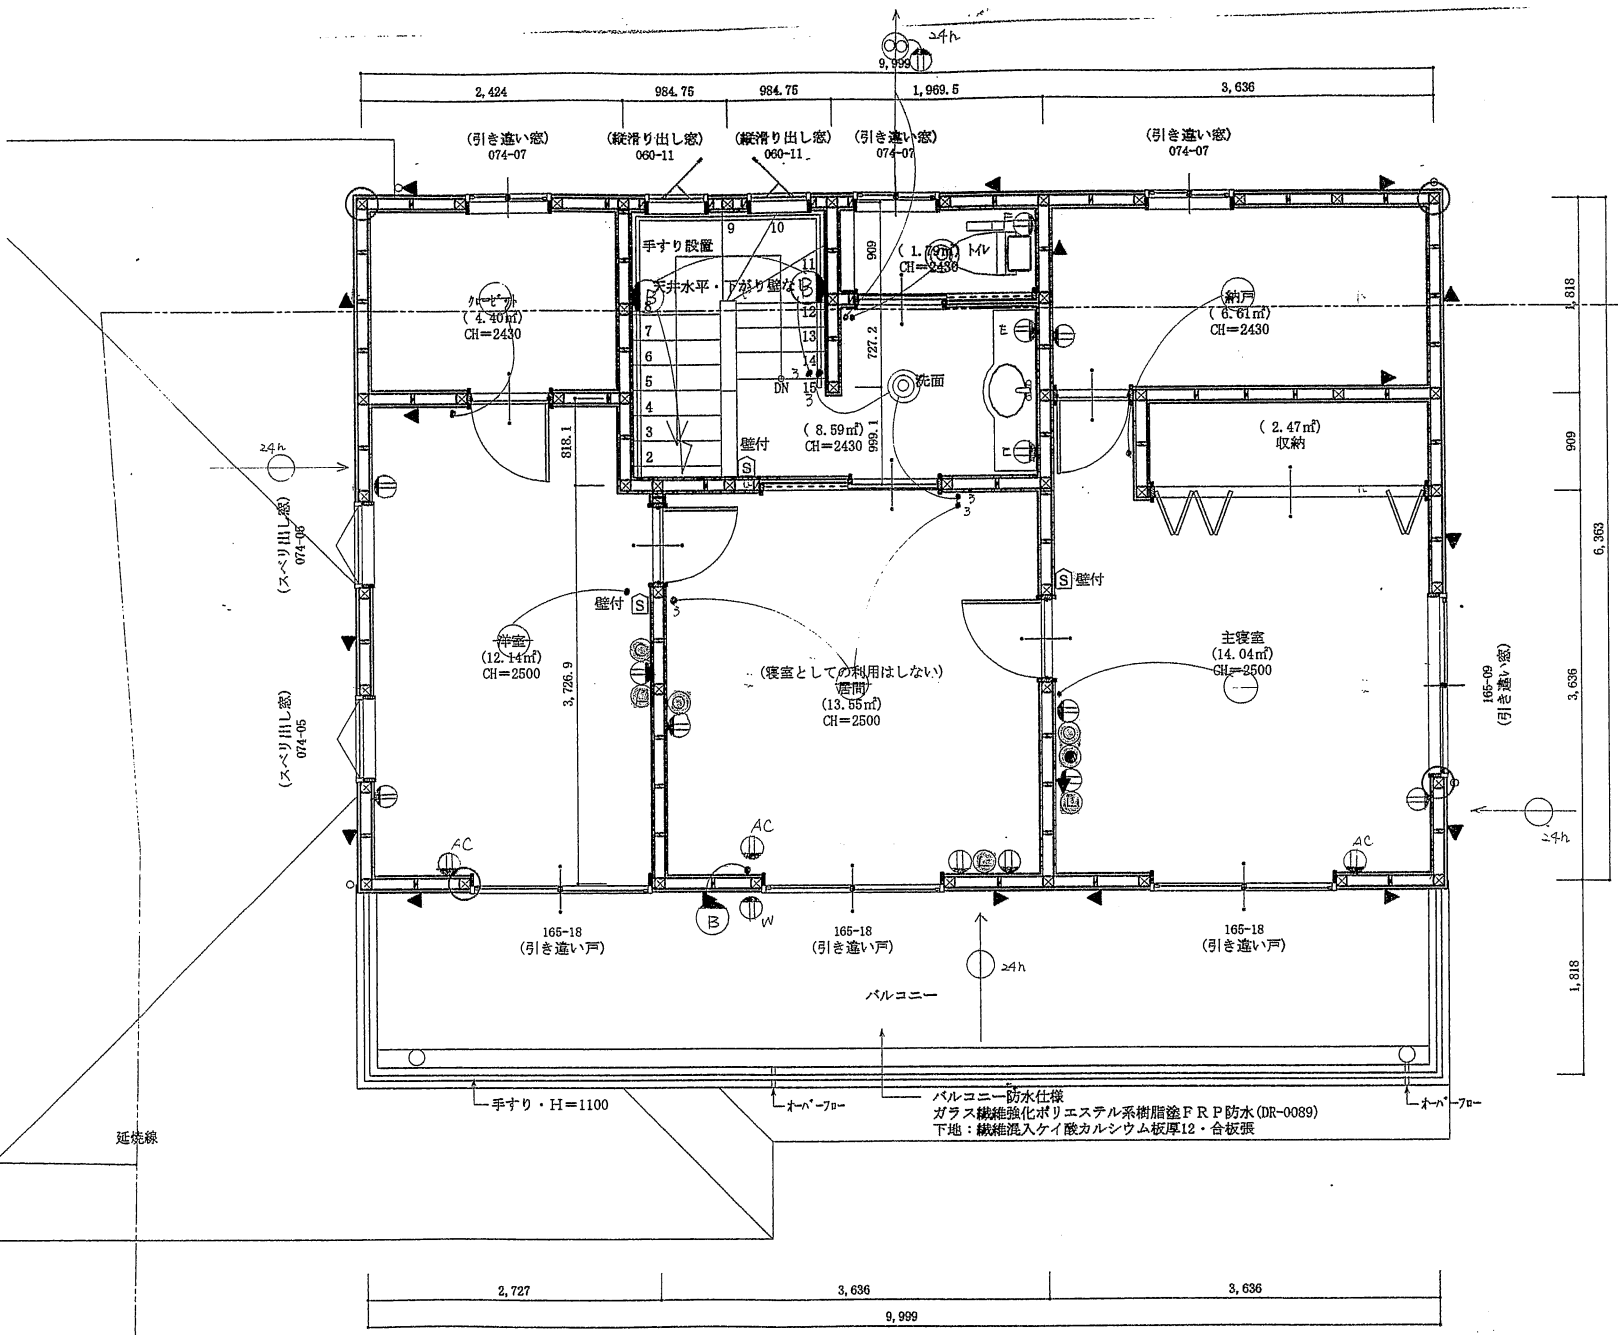 24h
9,999
2,424
984.75
984.75
1,969.5
3,636
(引き違い窓)
074-07
(縦滑り出し窓)
060-11
(縦滑り出し窓)
060-11
(引き違い窓)
074-07
(引き違い窓)
074-07
9
10
手すり設置
天井水平・下がり壁なし
B
B
11
12
13
14
15
3
3
8
7
6
5
4
3
2
DN
909
(1.79㎡)
CH=2430
トイレ
E
クローゼット
(4.40㎡)
CH=2430
納戸
(6.61㎡)
CH=2430
1,818
727.2
E
洗面
999.1
(8.59㎡)
CH=2430
E
818.1
壁付
S
(2.47㎡)
収納
909
24h
(スベリ出し窓)
074-05
3
3
6,363
壁付
S
3
S
壁付
洋室
(12.14㎡)
CH=2500
3,726.9
(寝室としての利用はしない)
居間
(13.55㎡)
CH=2500
主寝室
(14.04㎡)
CH=2500
165-09
(引き違い窓)
3,636
(スベリ出し窓)
074-05
24h
AC
AC
AC
B
W
165-18
(引き違い戸)
165-18
(引き違い戸)
165-18
(引き違い戸)
24h
1,818
バルコニー
手すり・H=1100
オーバーフロー
バルコニー防水仕様
ガラス繊維強化ポリエステル系樹脂塗FRP防水(DR-0089)
下地:繊維混入ケイ酸カルシウム板厚12・合板張
オーバーフロー
延焼線
2,727
3,636
3,636
9,999